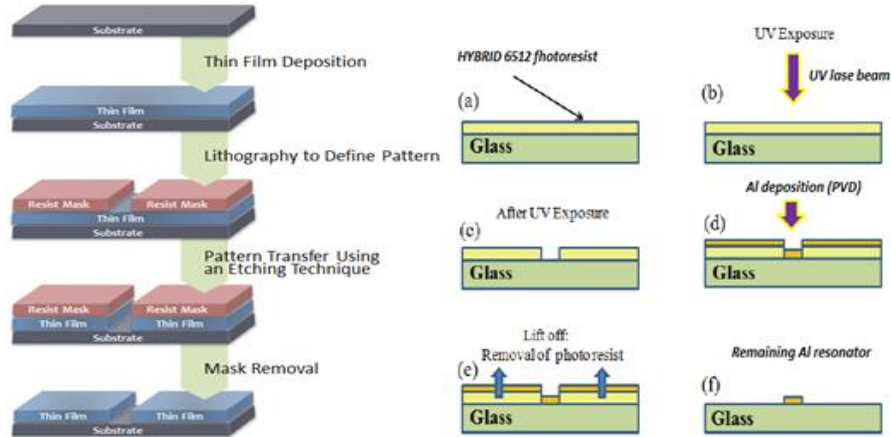 Substrate
Thin Film Deposition
Thin Film
Substrate
Lithography to Define Pattern
Resist Mask Resist Mask
Thin Film
Substrate
Pattern Transfer Using
an Etching Technique
Resist Mask Resist Mask
Thin Film Thin Film
Substrate
Mask Removal
Thin Film Thin Film
Substrate
HYBRID 6512 fhotoresist
(a)
Glass
UV Exposure
UV lase beam
(b)
Glass
After UV Exposure
(c)
Glass
Al deposition (PVD)
(d)
Glass
Lift off:
Removal of photoresist
(e)
Glass
Remaining Al resonator
(f)
Glass